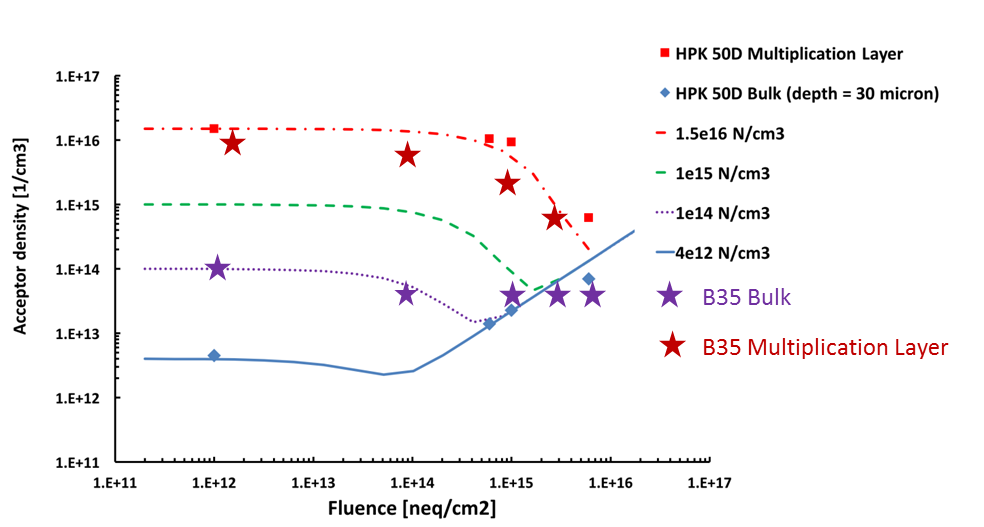 HPK 50D Multiplication Layer
HPK 50D Bulk (depth = 30 micron)
1.5e16 N/cm3
1e15 N/cm3
1e14 N/cm3
4e12 N/cm3
B35 Bulk
B35 Multiplication Layer
Acceptor density [1/cm3]
1.E+17
1.E+16
1.E+15
1.E+14
1.E+13
1.E+12
1.E+11
1.E+11 1.E+12 1.E+13 1.E+14 1.E+15 1.E+16 1.E+17
Fluence [neq/cm2]